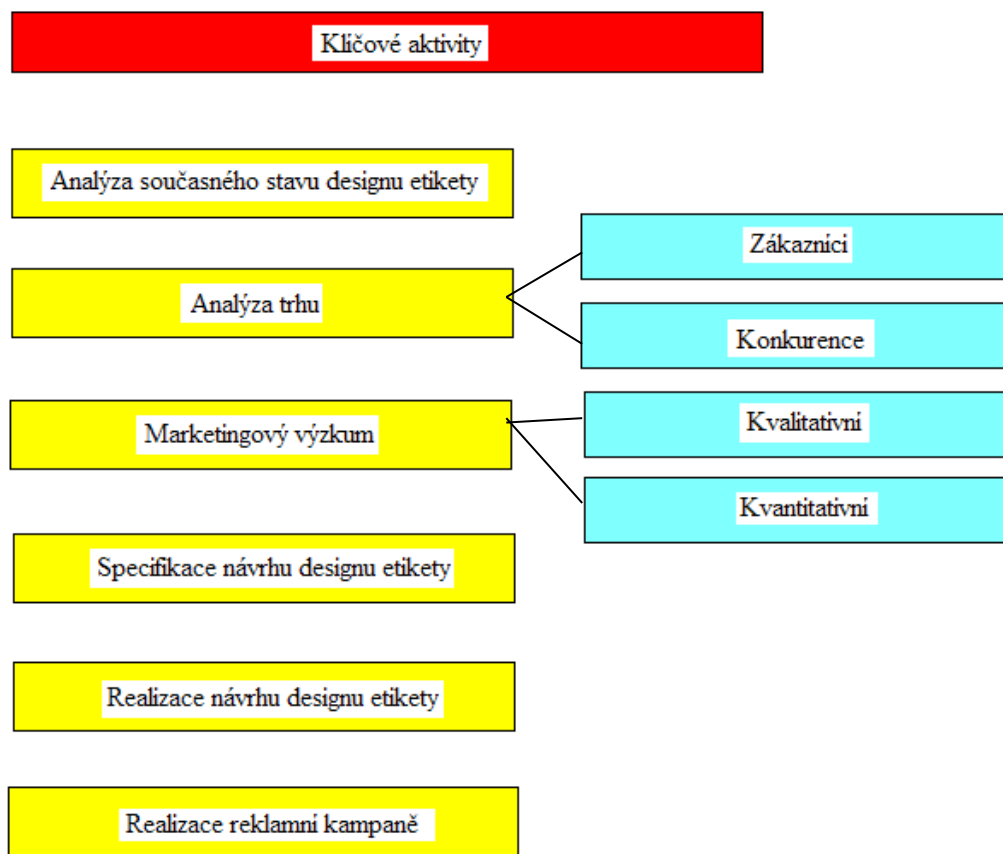 Klíčové aktivity
Analýza současného stavu designu etikety
Analýza trhu
Zákazníci
Konkurence
Marketingový výzkum
Kvalitativní
Kvantitativní
Specifikace návrhu designu etikety
Realizace návrhu designu etikety
Realizace reklamní kampaně